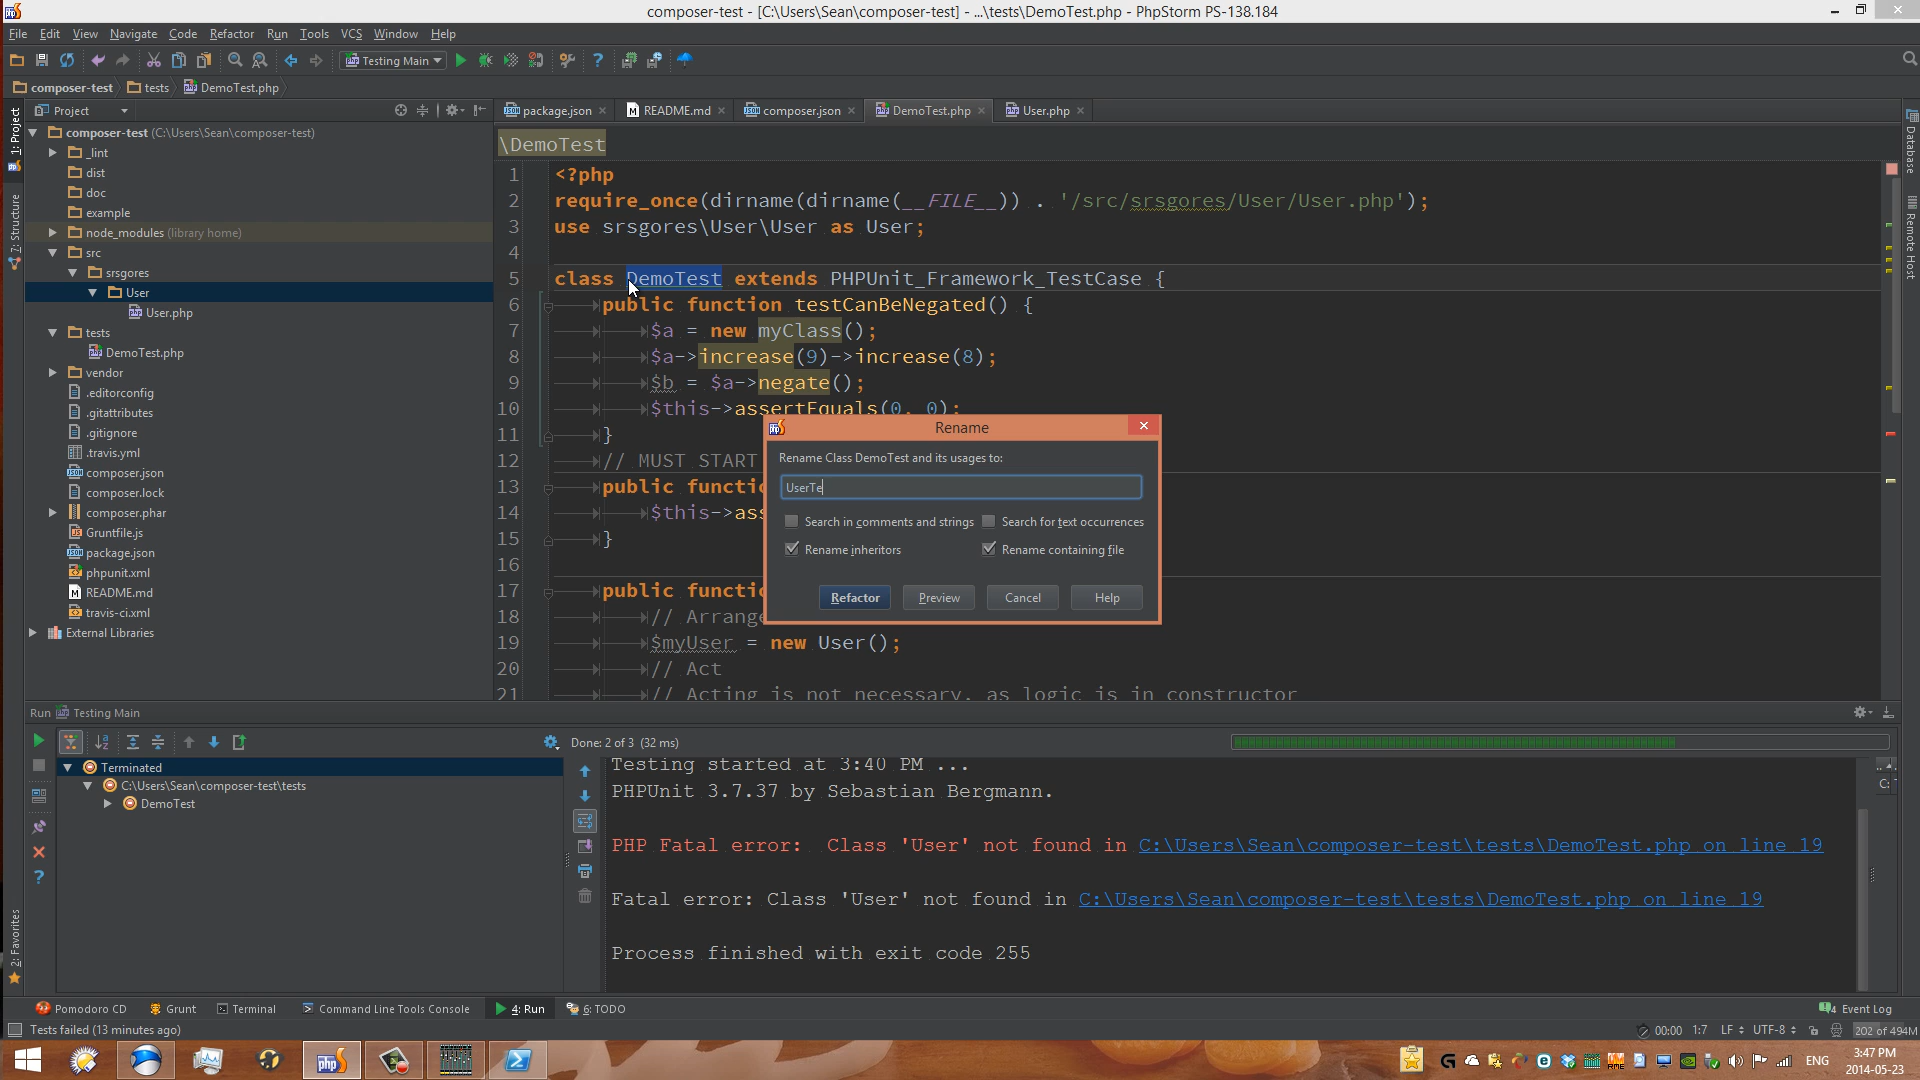 composer-test - [C:\Users\Sean\composer-test] - ...\tests\DemoTest.php - PhpStorm PS-138.184
File Edit View Navigate Code Refactor Run Tools VCS Window Help
Testing Main
composer-test tests DemoTest.php
Project
package.json README.md composer.json DemoTest.php User.php
1: Project
7: Structure
2: Favorites
Database
Remote Host
composer-test (C:\Users\Sean\composer-test)
_lint
dist
doc
example
node_modules (library home)
src
srsgores
User
User.php
tests
DemoTest.php
vendor
.editorconfig
.gitattributes
.gitignore
.travis.yml
composer.json
composer.lock
composer.phar
Gruntfile.js
package.json
phpunit.xml
README.md
travis-ci.xml
External Libraries
\DemoTest
1 <?php
2 require_once(dirname(dirname(__FILE__)) . '/src/srsgores/User/User.php');
3 use srsgores\User\User as User;
4
5 class DemoTest extends PHPUnit_Framework_TestCase {
6 public function testCanBeNegated() {
7 $a = new myClass();
8 $a->increase(9)->increase(8);
9 $b = $a->negate();
10 $this->assertEquals(0, 0);
11 }
12 // MUST START
13 public functio
14 $this->ass
15 }
16
17 public functio
18 // Arrange
19 $myUser = new User();
20 // Act
21 // Acting is not necessary, as logic is in constructor
Rename
Rename Class DemoTest and its usages to:
UserTe
Search in comments and strings Search for text occurrences
Rename inheritors Rename containing file
Refactor Preview Cancel Help
Run Testing Main
Done: 2 of 3 (32 ms)
Terminated
C:\Users\Sean\composer-test\tests
DemoTest
Testing started at 3:40 PM ...
PHPUnit 3.7.37 by Sebastian Bergmann.
PHP Fatal error: Class 'User' not found in C:\Users\Sean\composer-test\tests\DemoTest.php on line 19
Fatal error: Class 'User' not found in C:\Users\Sean\composer-test\tests\DemoTest.php on line 19
Process finished with exit code 255
Pomodoro CD Grunt Terminal Command Line Tools Console 4: Run 6: TODO Event Log
Tests failed (13 minutes ago) 00:00 1:7 LF UTF-8 202 of 494M
ENG
3:47 PM
2014-05-23